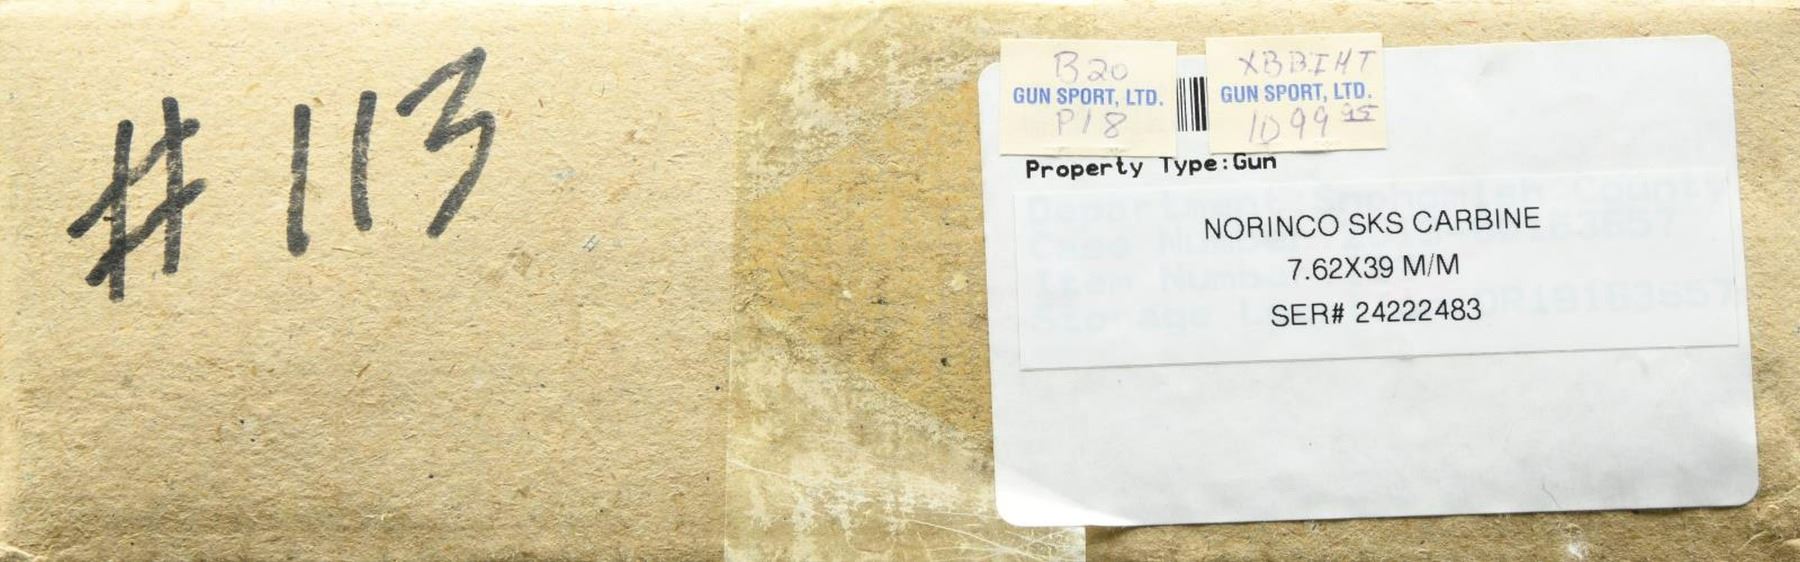 # 113
B20
GUN SPORT, LTD.
P18
XBBIHT
GUN SPORT, LTD.
1099 95
Property Type:Gun
NORINCO SKS CARBINE
7.62X39 M/M
SER# 24222483